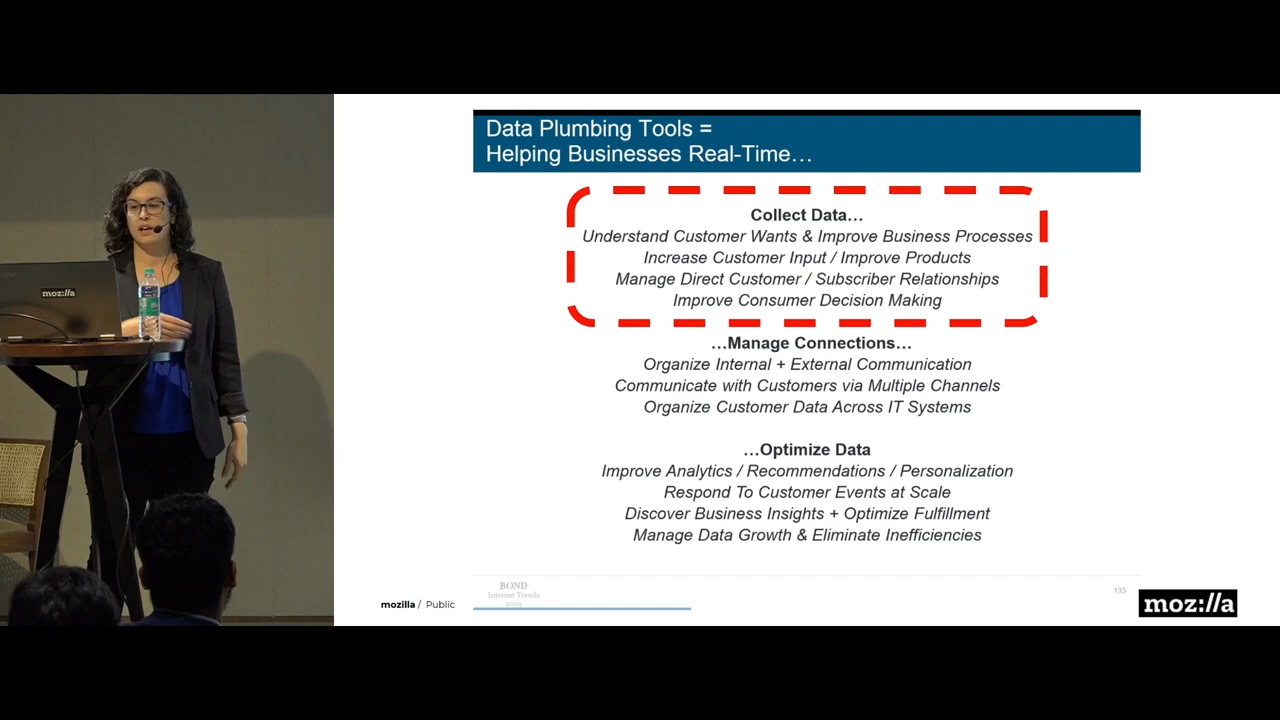 Data Plumbing Tools =
Helping Businesses Real-Time…
Collect Data…
Understand Customer Wants & Improve Business Processes
Increase Customer Input / Improve Products
Manage Direct Customer / Subscriber Relationships
Improve Consumer Decision Making
…Manage Connections…
Organize Internal + External Communication
Communicate with Customers via Multiple Channels
Organize Customer Data Across IT Systems
…Optimize Data
Improve Analytics / Recommendations / Personalization
Respond To Customer Events at Scale
Discover Business Insights + Optimize Fulfillment
Manage Data Growth & Eliminate Inefficiencies
BOND
Internet Trends
2019
133
mozilla / Public
moz://a
moz://a